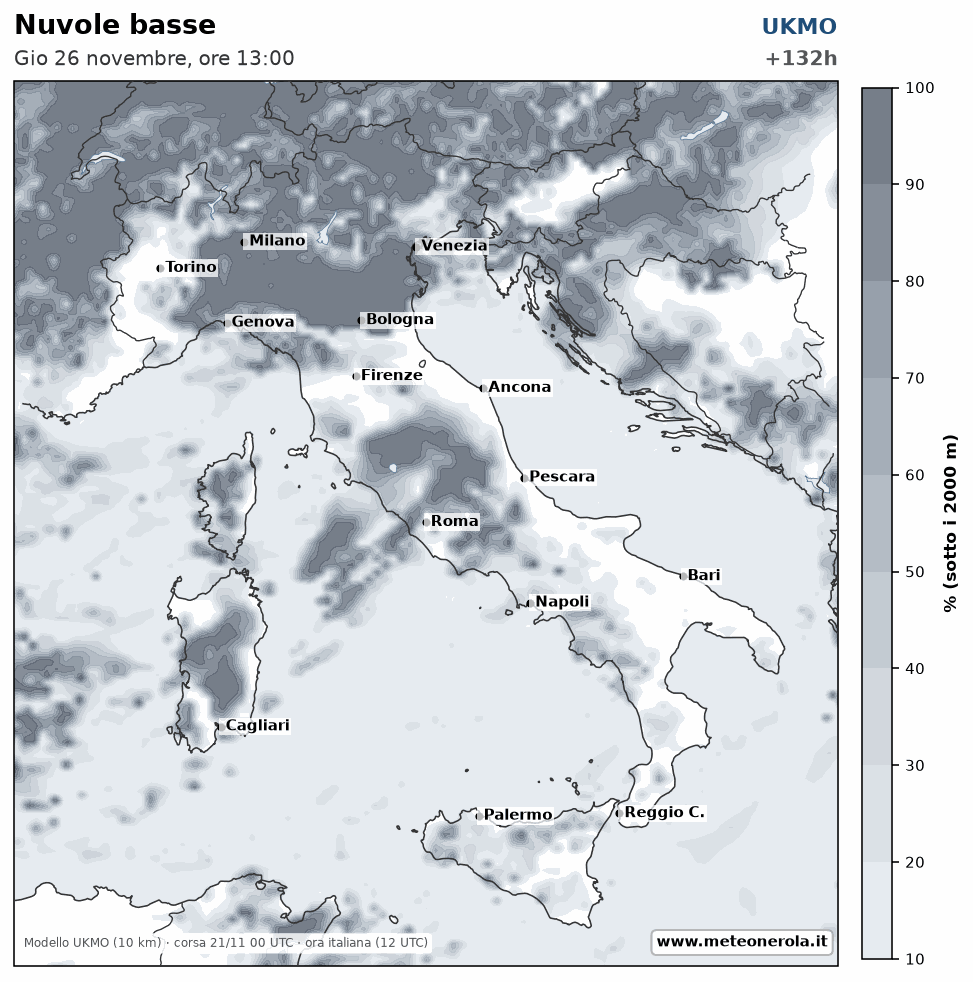 Nuvole basse
UKMO
Gio 26 novembre, ore 13:00
+132h
100
90
80
70
60
50
40
30
20
10
% (sotto i 2000 m)
Milano
Venezia
Torino
Genova
Bologna
Firenze
Ancona
Pescara
Roma
Bari
Napoli
Cagliari
Palermo
Reggio C.
Modello UKMO (10 km) · corsa 21/11 00 UTC · ora italiana (12 UTC)
www.meteonerola.it